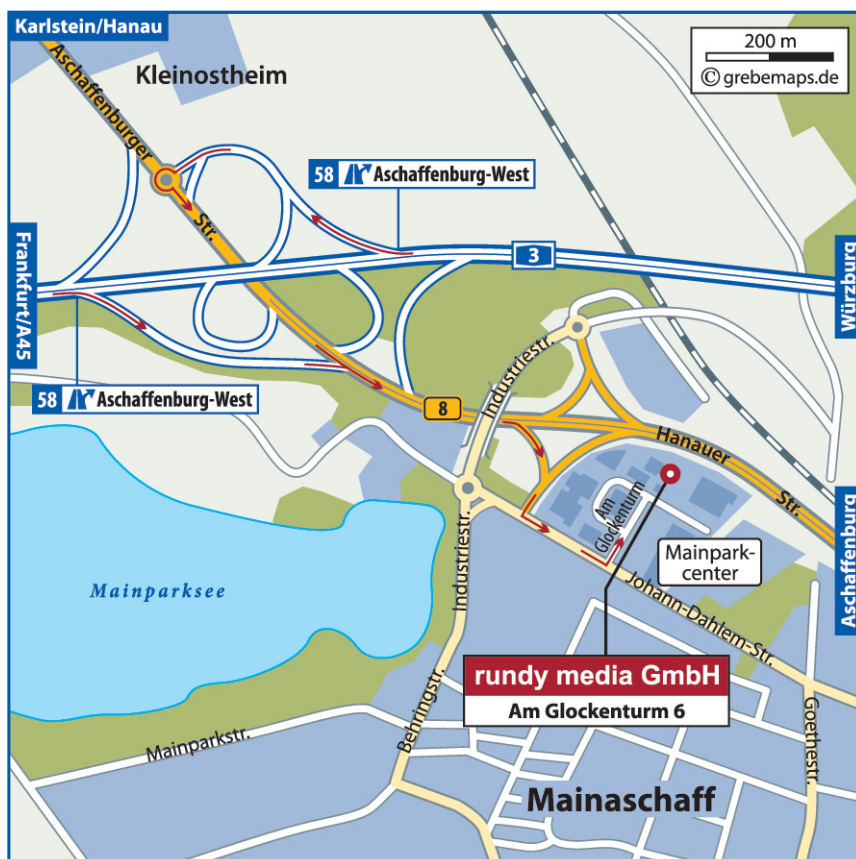 Karlstein/Hanau
200 m
© grebemaps.de
Kleinostheim
Aschaffenburger
Str.
58 Aschaffenburg-West
3
Frankfurt/A45
Würzburg
58 Aschaffenburg-West
8
Industriestr.
Hanauer
Str.
Am
Glockenturm
Mainpark-
center
Aschaffenburg
Industriestr.
Mainparksee
Johann-Dahlem-Str.
rundy media GmbH
Am Glockenturm 6
Behringstr.
Mainparkstr.
Goethestr.
Mainaschaff